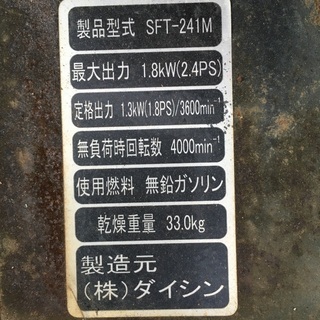 製品型式 SFT-241M
最大出力 1.8kW(2.4PS)
定格出力 1.3kW(1.8PS)/3600min⁻¹
無負荷時回転数 4000min⁻¹
使用燃料 無鉛ガソリン
乾燥重量 33.0kg
製造元
(株)ダイシン